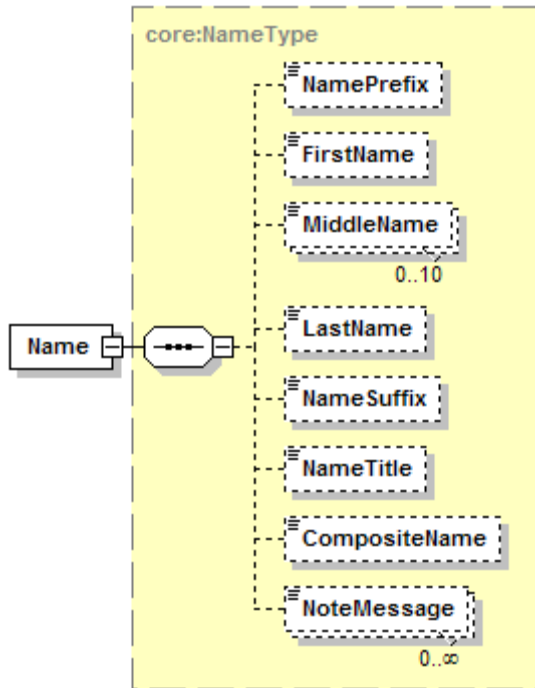 core:NameType
NamePrefix
FirstName
MiddleName
0..10
Name
LastName
NameSuffix
NameTitle
CompositeName
NoteMessage
0..∞